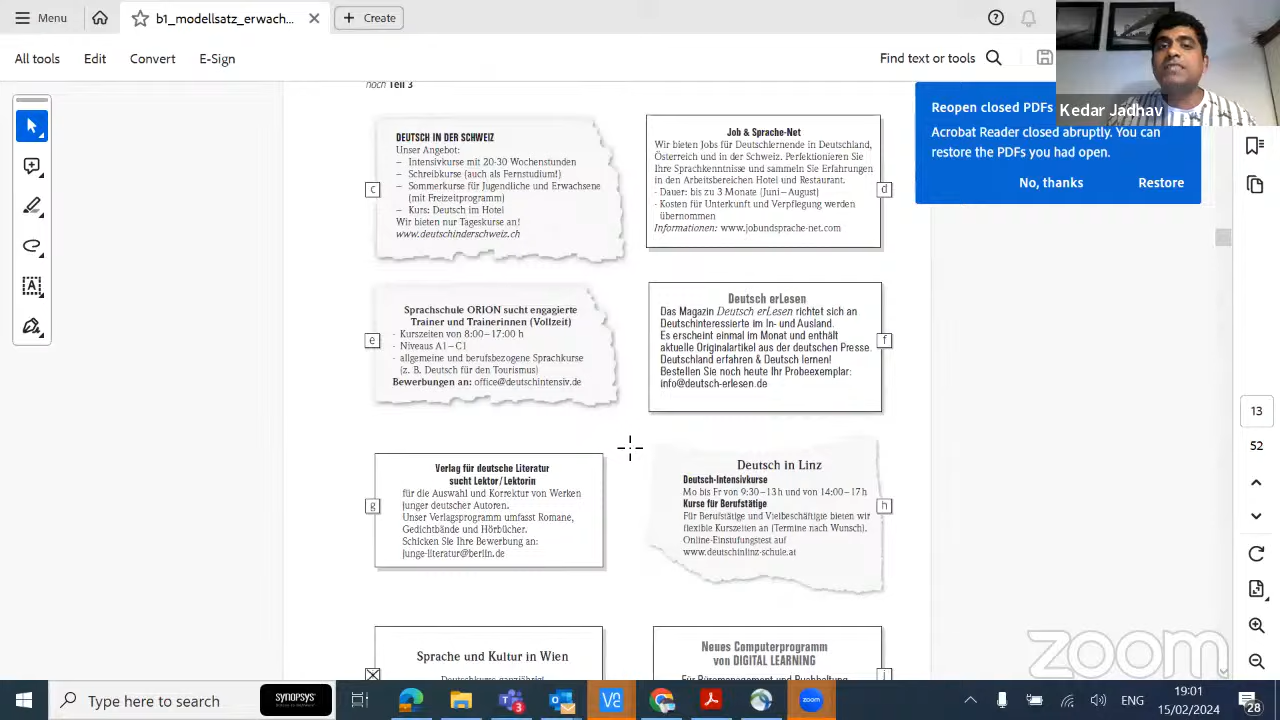 Menu
b1_modellsatz_erwach...
Create
All tools
Edit
Convert
E-Sign
Find text or tools
Kedar Jadhav
Reopen closed PDFs
Acrobat Reader closed abruptly. You can
restore the PDFs you had open.
No, thanks
Restore
noch Teil 3
c
DEUTSCH IN DER SCHWEIZ
Unser Angebot:
– Intensivkurse mit 20-30 Wochenstunden
– Schreibkurse (auch als Fernstudium!)
– Sommerkurse für Jugendliche und Erwachsene
(mit Freizeitprogramm)
– Kurs: Deutsch im Hotel
Wir bieten nur Tageskurse an!
www.deutschinderschweiz.ch
d
Job & Sprache-Net
Wir bieten Jobs für Deutschlernende in Deutschland,
Österreich und in der Schweiz. Perfektionieren Sie
Ihre Sprachkenntnisse und sammeln Sie Erfahrungen
in den Arbeitsbereichen Hotel und Restaurant.
- Dauer: bis zu 3 Monate (Juni–August)
- Kosten für Unterkunft und Verpflegung werden
übernommen
Informationen: www.jobundsprache-net.com
e
Sprachschule ORION sucht engagierte
Trainer und Trainerinnen (Vollzeit)
- Kurszeiten von 8:00–17:00 h
- Niveaus A1–C1
- allgemeine und berufsbezogene Sprachkurse
(z. B. Deutsch für den Tourismus)
Bewerbungen an: office@deutschintensiv.de
f
Deutsch erLesen
Das Magazin Deutsch erLesen richtet sich an
Deutschinteressierte im In- und Ausland.
Es erscheint einmal im Monat und enthält
aktuelle Originalartikel aus der deutschen Presse.
Deutschland erfahren & Deutsch lernen!
Bestellen Sie noch heute Ihr Probeexemplar:
info@deutsch-erlesen.de
g
Verlag für deutsche Literatur
sucht Lektor/Lektorin
für die Auswahl und Korrektur von Werken
junger deutscher Autoren.
Unser Verlagsprogramm umfasst Romane,
Gedichtbände und Hörbücher.
Schicken Sie Ihre Bewerbung an:
junge-literatur@berlin.de
h
Deutsch in Linz
Deutsch-Intensivkurse
Mo bis Fr von 9:30–13h und von 14:00–17h
Kurse für Berufstätige
Für Berufstätige und Vielbeschäftigte bieten wir
flexible Kurszeiten an (Termine nach Wunsch).
Online-Einstufungstest auf
www.deutschinlinz-schule.at
Sprache und Kultur in Wien
Deutschkurse ganzjährig!
Neues Computerprogramm
von DIGITAL LEARNING
Für Büromanagement und Buchhaltung
j
13
52
zoom
Type here to search
SYNOPSYS
3
zoom
ENG
19:01
15/02/2024
28